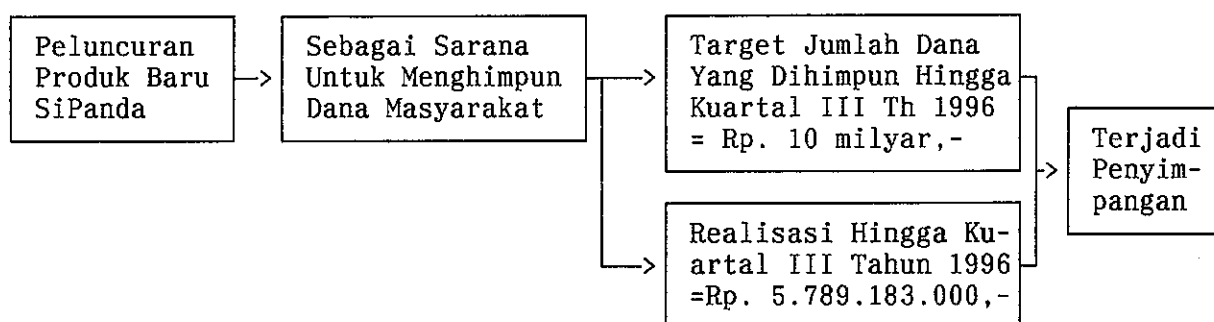 Peluncuran
Produk Baru
SiPanda
Sebagai Sarana
Untuk Menghimpun
Dana Masyarakat
Target Jumlah Dana
Yang Dihimpun Hingga
Kuartal III Th 1996
= Rp. 10 milyar,-
Realisasi Hingga Ku-
artal III Tahun 1996
=Rp. 5.789.183.000,-
Terjadi
Penyim-
pangan